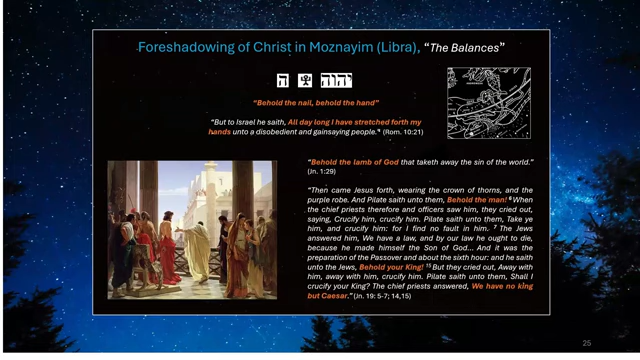 Foreshadowing of Christ in Moznayim (Libra), “The Balances”
ה יהוה
“Behold the nail, behold the hand”
“But to Israel he saith, All day long I have stretched forth my
hands unto a disobedient and gainsaying people.” (Rom. 10:21)
“Behold the lamb of God that taketh away the sin of the world.”
(Jn. 1:29)
“Then came Jesus forth, wearing the crown of thorns, and the
purple robe. And Pilate saith unto them, Behold the man! 6 When
the chief priests therefore and officers saw him, they cried out,
saying, Crucify him, crucify him. Pilate saith unto them, Take ye
him, and crucify him: for I find no fault in him. 7 The Jews
answered him, We have a law, and by our law he ought to die,
because he made himself the Son of God... And it was the
preparation of the Passover and about the sixth hour: and he saith
unto the Jews, Behold your King! 15 But they cried out, Away with
him, away with him, crucify him. Pilate saith unto them, Shall I
crucify your King? The chief priests answered, We have no king
but Caesar.” (Jn. 19: 5-7; 14,15)
25